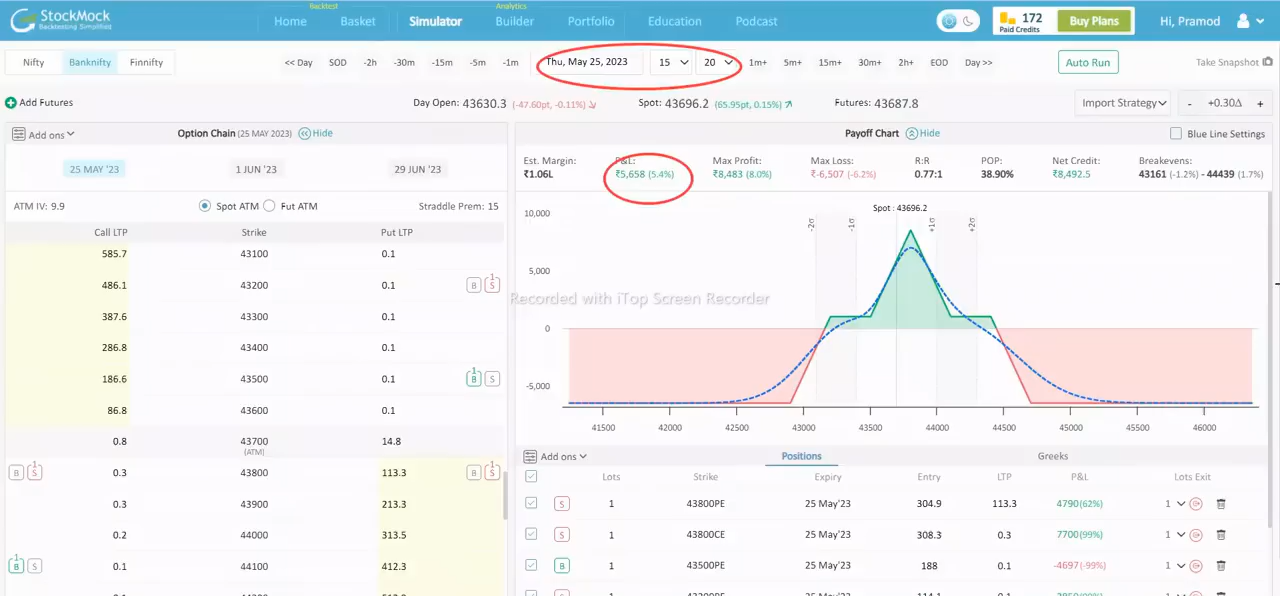 StockMock
Backtesting Simplified
Backtest
Home Basket Simulator
Analytics
Builder Portfolio Education Podcast
172
Paid Credits
Buy Plans
Hi, Pramod
Nifty Banknifty Finnifty
<< Day SOD -2h -30m -15m -5m -1m
Thu, May 25, 2023 15 20
1m+ 5m+ 15m+ 30m+ 2h+ EOD Day >>
Auto Run
Take Snapshot
Add Futures
Day Open: 43630.3 (-47.60pt, -0.11%)
Spot: 43696.2 (65.95pt, 0.15%)
Futures: 43687.8
Import Strategy
- +0.30Δ +
Add ons
Option Chain (25 MAY 2023) Hide
25 MAY '23 1 JUN '23 29 JUN '23
ATM IV: 9.9 Spot ATM Fut ATM Straddle Prem: 15
Call LTP Strike Put LTP
585.7 43100 0.1
486.1 43200 0.1 B 1 S
387.6 43300 0.1
286.8 43400 0.1
186.6 43500 0.1 1 B S
86.8 43600 0.1
0.8 43700 14.8
(ATM)
B 1 S 0.3 43800 113.3 B 1 S
0.3 43900 213.3
0.2 44000 313.5
1 B S 0.1 44100 412.3
Payoff Chart Hide
Blue Line Settings
Est. Margin: P&L: Max Profit: Max Loss: R:R POP: Net Credit: Breakevens:
₹1.06L ₹5,658 (5.4%) ₹8,483 (8.0%) ₹-6,507 (-6.2%) 0.77:1 38.90% ₹8,492.5 43161 (-1.2%) - 44439 (1.7%)
Spot : 43696.2
-2σ -1σ +1σ +2σ
10,000
5,000
0
-5,000
41500 42000 42500 43000 43500 44000 44500 45000 45500 46000
Recorded with iTop Screen Recorder
Add ons Positions Greeks
Lots Strike Expiry Entry LTP P&L Lots Exit
S 1 43800PE 25 May'23 304.9 113.3 4790(62%) 1
S 1 43800CE 25 May'23 308.3 0.3 7700(99%) 1
B 1 43500PE 25 May'23 188 0.1 -4697(-99%) 1